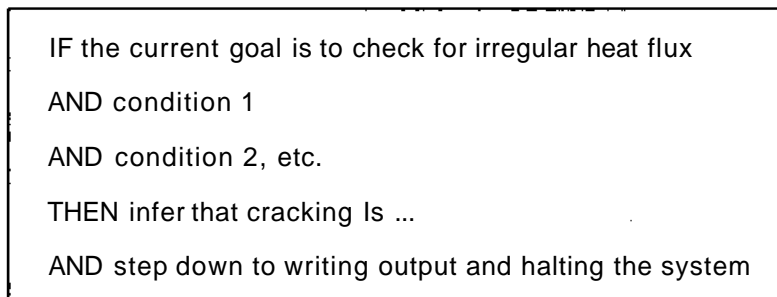 IF the current goal is to check for irregular heat flux
AND condition 1
AND condition 2, etc.
THEN infer that cracking Is ...
AND step down to writing output and halting the system